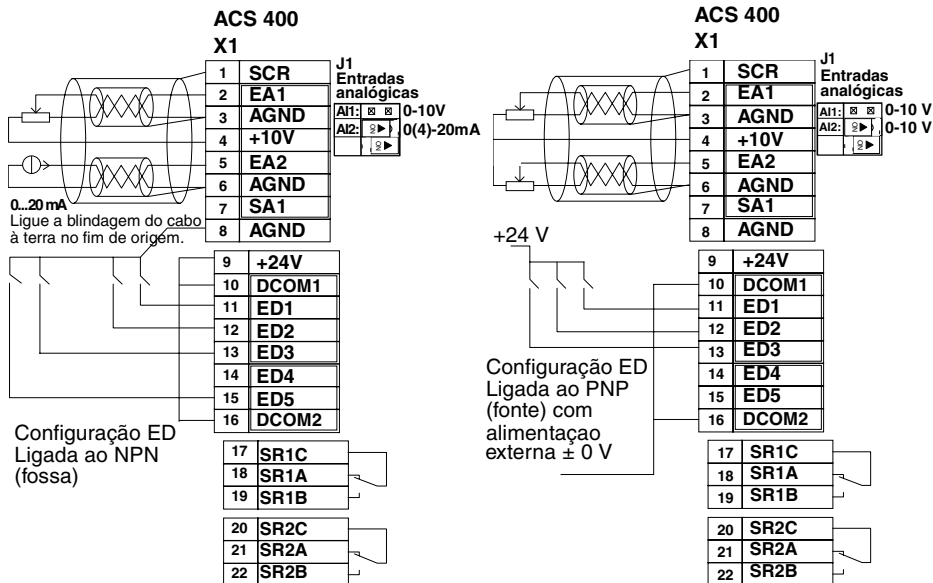 ACS 400
X1
1 SCR
2 EA1
3 AGND
4 +10V
5 EA2
6 AGND
7 SA1
8 AGND
J1
Entradas
analógicas
AI1: 0-10V
AI2: ON 0(4)-20mA
ON
0...20 mA
Ligue a blindagem do cabo
à terra no fim de origem.
9 +24V
10 DCOM1
11 ED1
12 ED2
13 ED3
14 ED4
15 ED5
16 DCOM2
Configuração ED
Ligada ao NPN
(fossa)
17 SR1C
18 SR1A
19 SR1B
20 SR2C
21 SR2A
22 SR2B
ACS 400
X1
1 SCR
2 EA1
3 AGND
4 +10V
5 EA2
6 AGND
7 SA1
8 AGND
J1
Entradas
analógicas
AI1: 0-10 V
AI2: ON 0-10 V
ON
+24 V
9 +24V
10 DCOM1
11 ED1
12 ED2
13 ED3
14 ED4
15 ED5
16 DCOM2
Configuração ED
Ligada ao PNP
(fonte) com
alimentaçao
externa ± 0 V
17 SR1C
18 SR1A
19 SR1B
20 SR2C
21 SR2A
22 SR2B